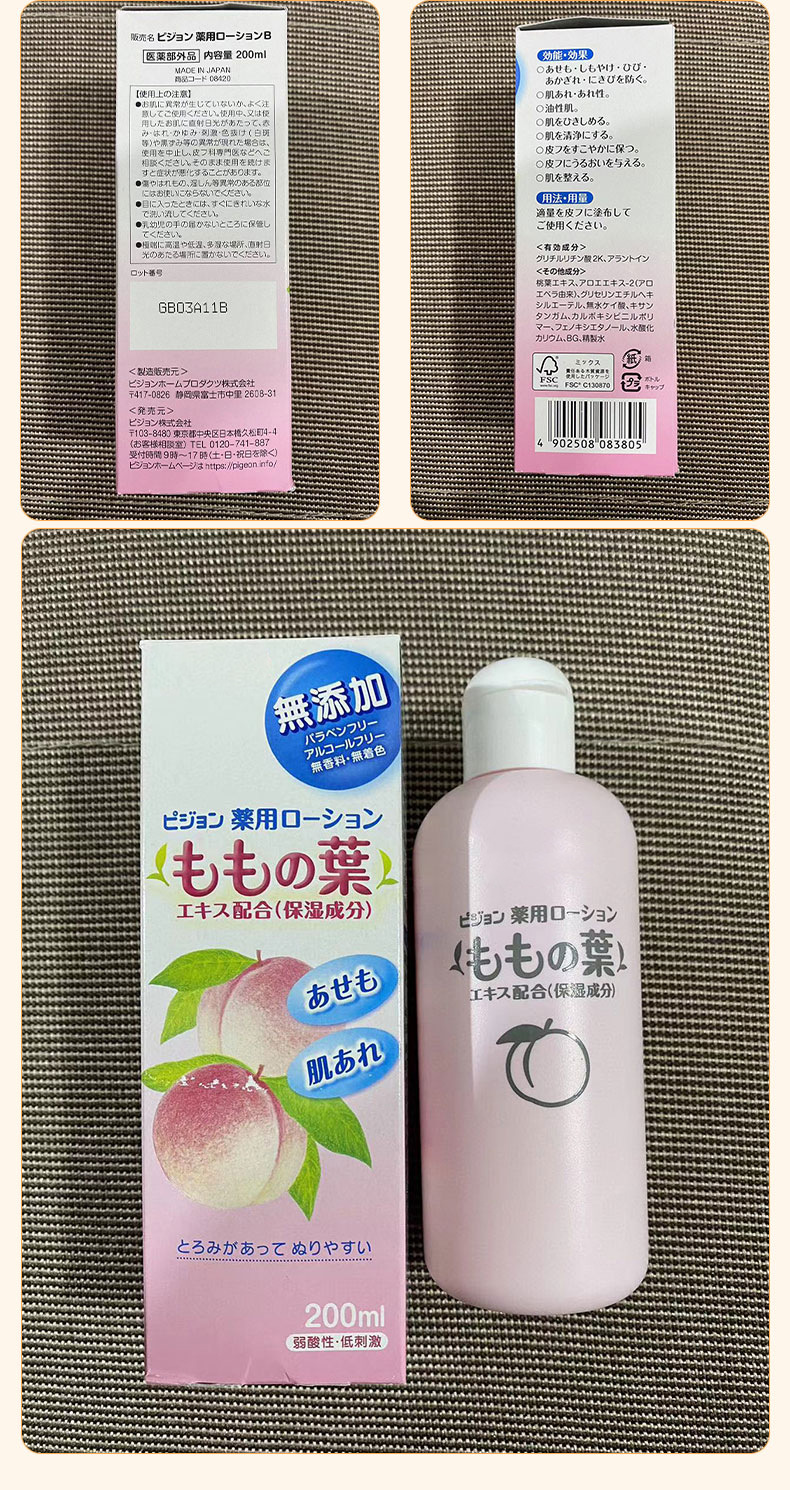 販売名 ピジョン 薬用ローションB
医薬部外品 内容量 200ml
MADE IN JAPAN
商品コード 08420
【使用上の注意】
●お肌に異常が生じていないか、よく注
意してご使用ください。使用中、又は使
用したお肌に直射日光があたって、赤
み・はれ・かゆみ・刺激・色抜け(白斑
等)や黒ずみ等の異常が現れた場合は、
使用を中止し、皮フ科専門医などへご
相談ください。そのまま使用を続けま
すと症状が悪化することがあります。
●傷やはれもの、湿しん等異常のある部位
にはお使いにならないでください。
●目に入ったときには、すぐにきれいな水
で洗い流してください。
●乳幼児の手の届かないところに保管し
てください。
●極端に高温や低温、多湿な場所、直射日
光のあたる場所に置かないでください。
ロット番号
GB03A11B
<製造販売元>
ピジョンホームプロダクツ株式会社
〒417-0826 静岡県富士市中里 2608-31
<発売元>
ピジョン株式会社
〒103-8480 東京都中央区日本橋久松町4-4
(お客様相談室) TEL 0120-741-887
受付時間9時〜17時(土・日・祝日を除く)
ピジョンホームページは https://pigeon.info/
効能・効果
○あせも・しもやけ・ひび・
あかぎれ・にきびを防ぐ。
○肌あれ・あれ性。
○油性肌。
○肌をひきしめる。
○肌を清浄にする。
○皮フをすこやかに保つ。
○皮フにうるおいを与える。
○肌を整える。
用法・用量
適量を皮フに塗布して
ご使用ください。
<有効成分>
グリチルリチン酸2K、アラントイン
<その他成分>
桃葉エキス、アロエエキス-2(アロ
エベラ由来)、グリセリンエチルヘキ
シルエーテル、無水ケイ酸、キサン
タンガム、カルボキシビニルポリ
マー、フェノキシエタノール、水酸化
カリウム、BG、精製水
FSC
www.fsc.org
ミックス
責任ある木質資源を
使用したパッケージ
FSC® C130870
紙 箱
プラ ボトル
キャップ
4 902508 083805
無添加
パラベンフリー
アルコールフリー
無香料・無着色
ピジョン 薬用ローション
ももの葉
エキス配合(保湿成分)
あせも
肌あれ
とろみがあって ぬりやすい
200ml
弱酸性・低刺激
ピジョン 薬用ローション
ももの葉
エキス配合(保湿成分)